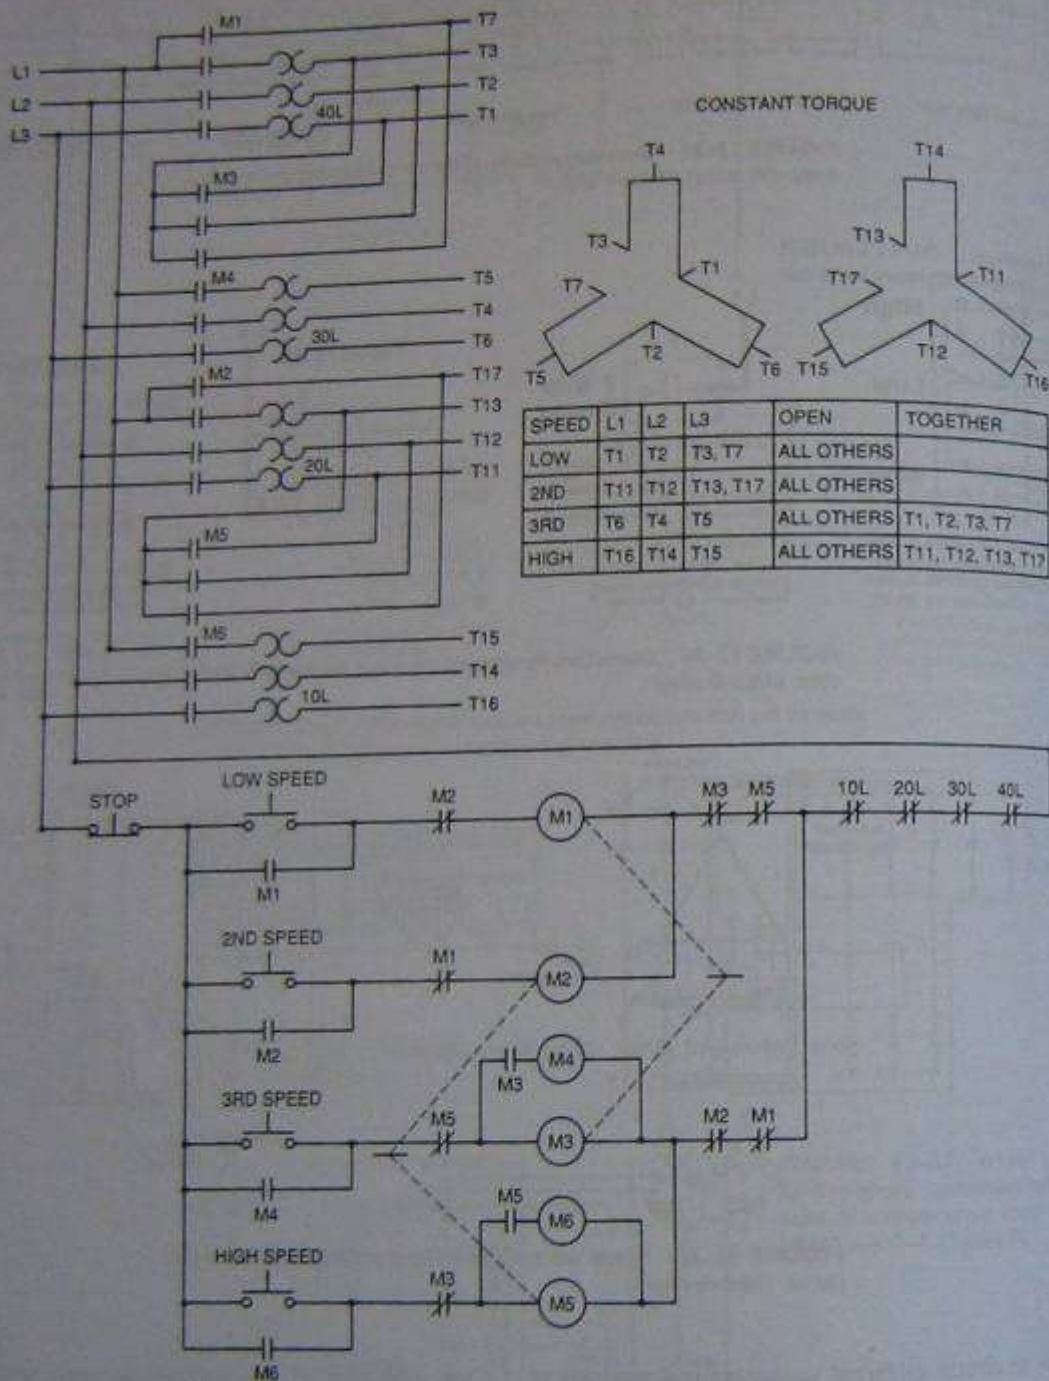 M1
T7
L1
T3
L2
T2
CONSTANT TORQUE
L3
40L
T1
M3
T4
T14
T3
T1
T13
T11
T7
T17
T2
T12
T5
T6
T15
T16
M4
T5
T4
30L
T6
M2
T17
T13
T12
20L
T11
M5
M6
T15
T14
10L
T16
SPEED L1 L2 L3 OPEN TOGETHER
LOW T1 T2 T3, T7 ALL OTHERS
2ND T11 T12 T13, T17 ALL OTHERS
3RD T6 T4 T5 ALL OTHERS T1, T2, T3, T7
HIGH T16 T14 T15 ALL OTHERS T11, T12, T13, T17
STOP
LOW SPEED
M2
M1
M3 M5
10L 20L 30L 40L
M1
2ND SPEED
M1
M2
M2
M4
M3
3RD SPEED
M5
M3
M2 M1
M4
M5
M6
HIGH SPEED
M3
M5
M6